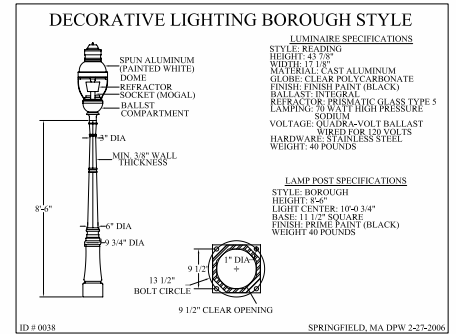 DECORATIVE LIGHTING BOROUGH STYLE
LUMINAIRE SPECIFICATIONS
STYLE: READING
HEIGHT: 43 7/8"
WIDTH: 17 1/8"
MATERIAL: CAST ALUMINUM
GLOBE: CLEAR POLYCARBONATE
FINISH: FINISH PAINT (BLACK)
BALLAST: INTEGRAL
REFRACTOR: PRISMATIC GLASS TYPE 5
LAMPING: 70 WATT HIGH PRESSURE
SODIUM
VOLTAGE: QUADRA-VOLT BALLAST
WIRED FOR 120 VOLTS
HARDWARE: STAINLESS STEEL
WEIGHT: 40 POUNDS
SPUN ALUMINUM
(PAINTED WHITE)
DOME
REFRACTOR
SOCKET (MOGAL)
BALLST
COMPARTMENT
3" DIA
MIN. 3/8" WALL
THICKNESS
8'-6"
6" DIA
9 3/4" DIA
LAMP POST SPECIFICATIONS
STYLE: BOROUGH
HEIGHT: 8'-6"
LIGHT CENTER: 10'-0 3/4"
BASE: 11 1/2" SQUARE
FINISH: PRIME PAINT (BLACK)
WEIGHT 40 POUNDS
1" DIA
9 1/2"
13 1/2"
BOLT CIRCLE
9 1/2" CLEAR OPENING
ID # 0038
SPRINGFIELD, MA DPW 2-27-2006